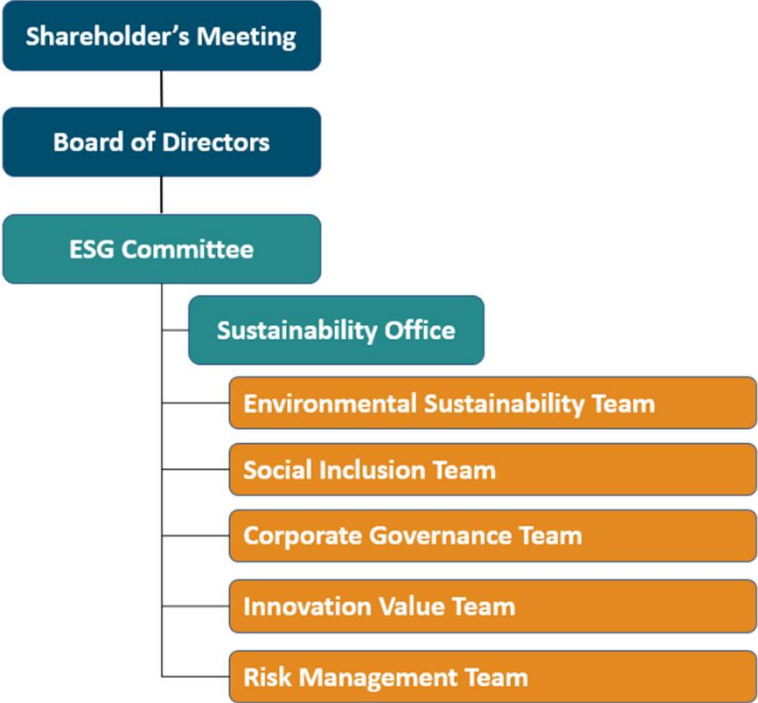 Shareholder’s Meeting
Board of Directors
ESG Committee
Sustainability Office
Environmental Sustainability Team
Social Inclusion Team
Corporate Governance Team
Innovation Value Team
Risk Management Team